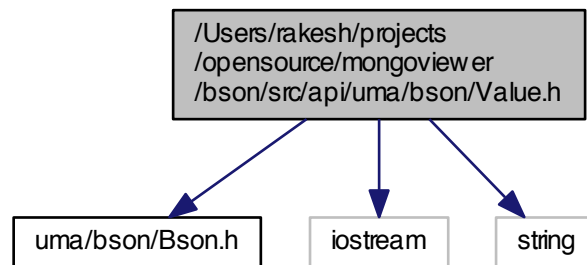 /Users/rakesh/projects
/opensource/mongoviewer
/bson/src/api/uma/bson/Value.h
uma/bson/Bson.h
iostream
string